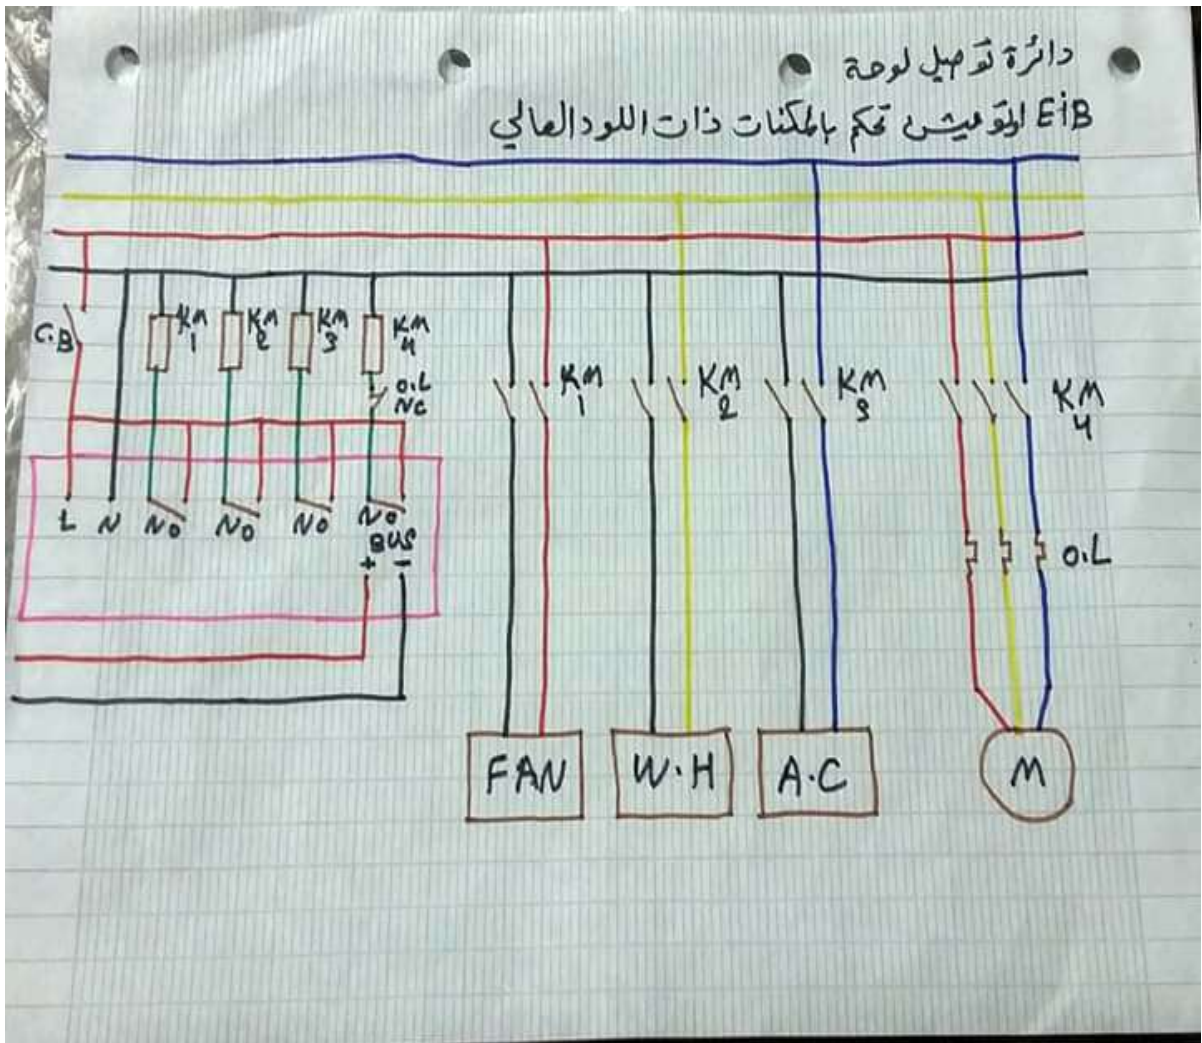 دائرة توصيل لوحة
EiB اوتوميشن تحكم بالمكنات ذات اللود العالي
C.B
KM 1
KM 2
KM 3
KM 4
O.L
NC
L N NO NO NO NO
BUS
+ −
KM 1
KM 2
KM 3
KM 4
O.L
FAN
W.H
A.C
M